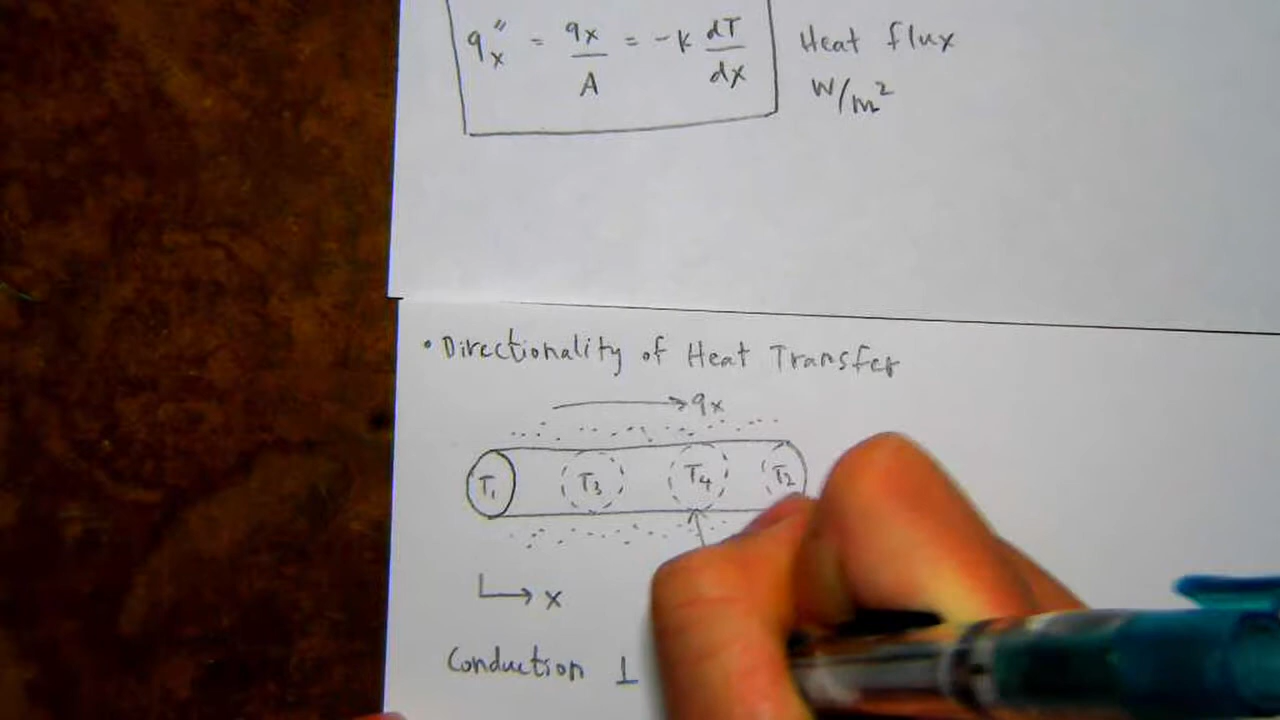 q"x = qx/A = -k dT/dx Heat flux
W/m²
• Directionality of Heat Transfer
→ qx
T1 T3 T4 T2
→ x
Conduction ⊥